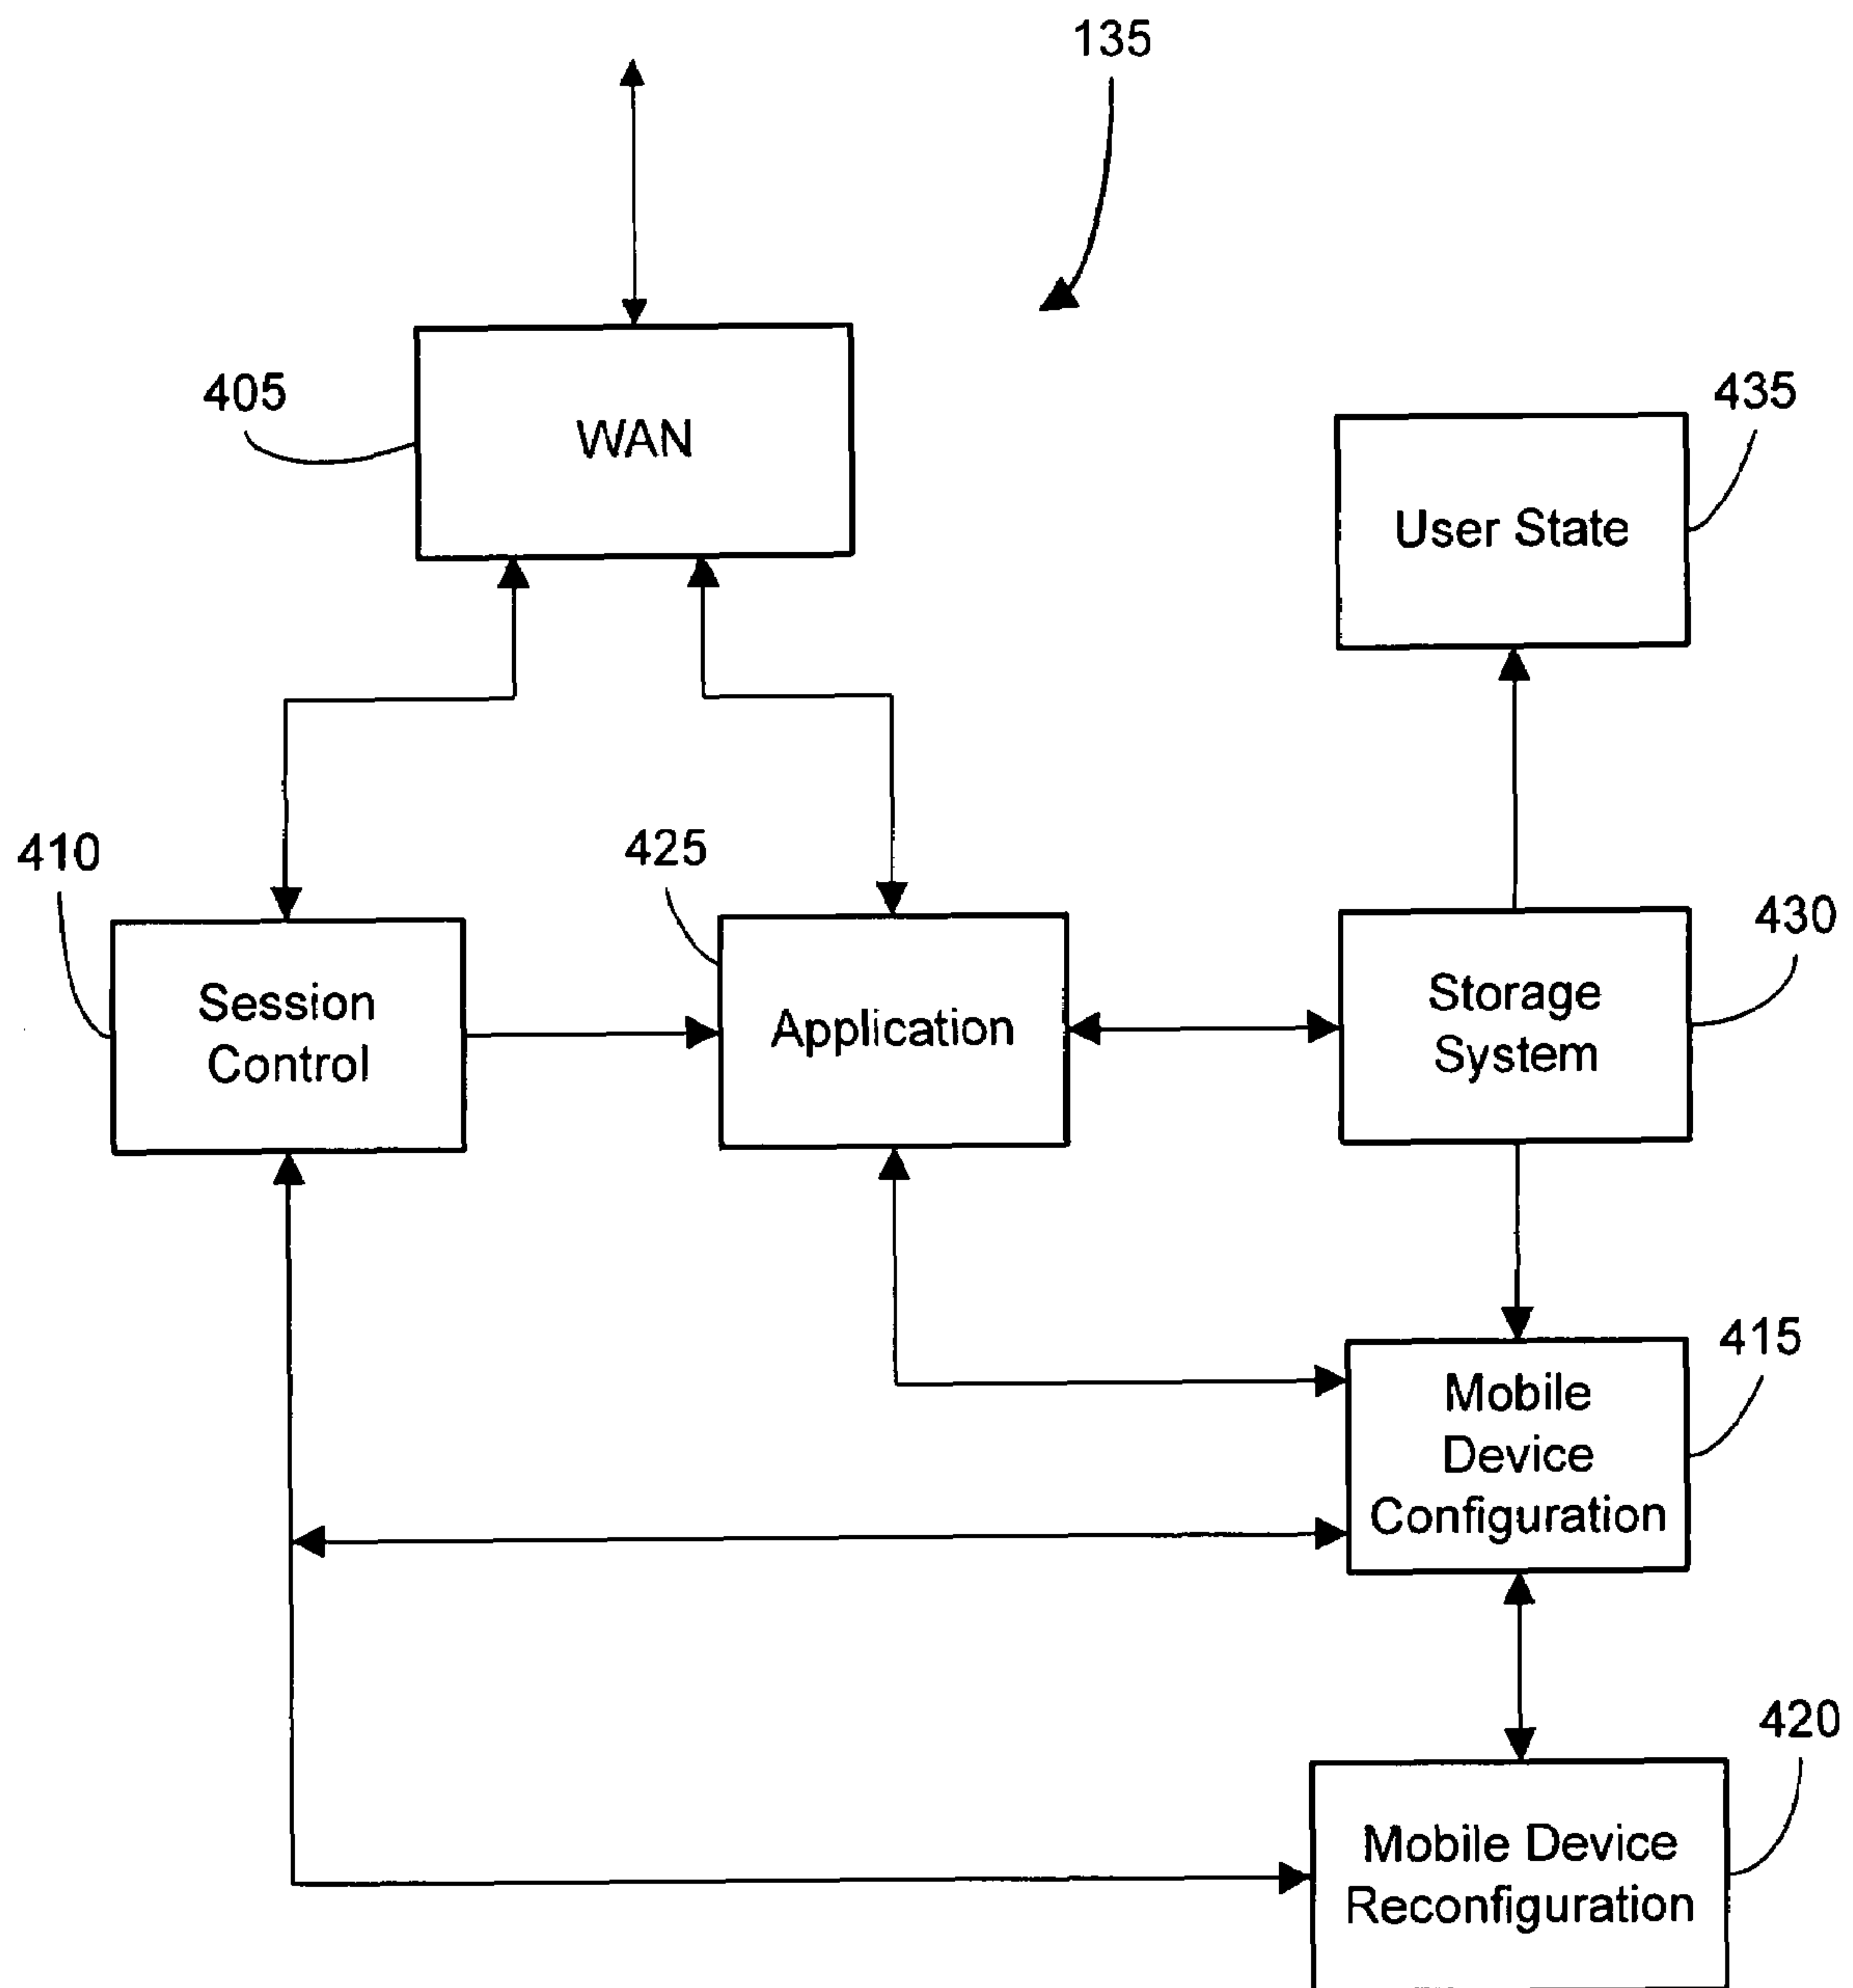 135
405
WAN
435
User State
410
Session
Control
425
Application
430
Storage
System
415
Mobile
Device
Configuration
420
Mobile Device
Reconfiguration